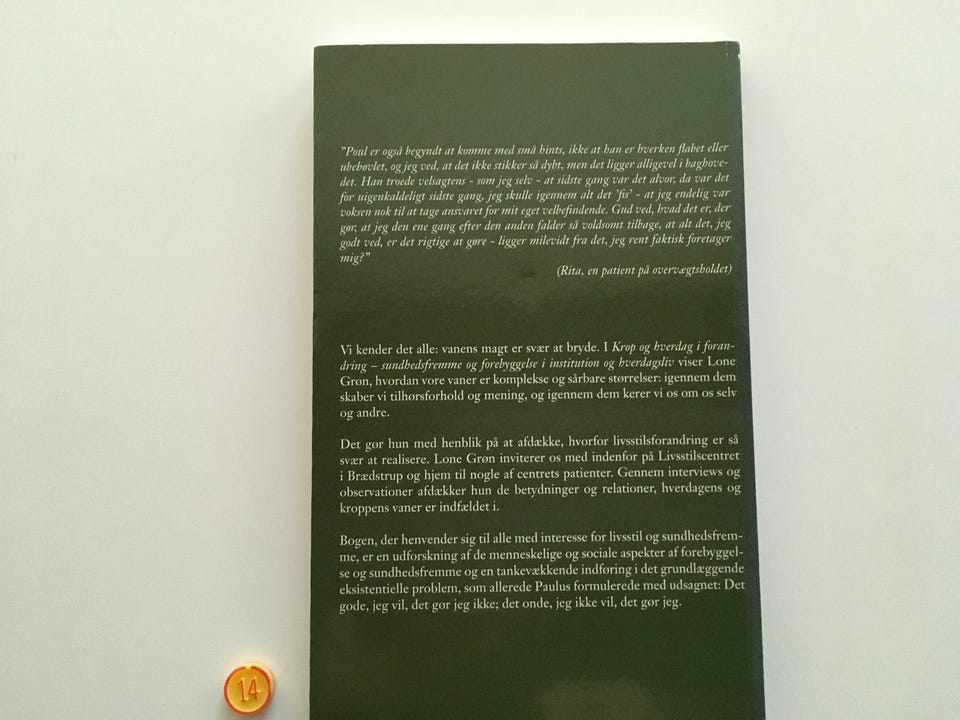 "Poul er også begyndt at komme med små hints, ikke at han er hverken flabet eller
ubehøvlet, og jeg ved, at det ikke stikker så dybt, men det ligger alligevel i baghove-
det. Han troede velsagtens - som jeg selv - at sidste gang var det alvor, da var det
for uigenkaldeligt sidste gang, jeg skulle igennem alt det 'fis' - at jeg endelig var
voksen nok til at tage ansvaret for mit eget velbefindende. Gud ved, hvad det er, der
gør, at jeg den ene gang efter den anden falder så voldsomt tilbage, at alt det, jeg
godt ved, er det rigtige at gøre - ligger milevidt fra det, jeg rent faktisk foretager
mig?"
(Rita, en patient på overvægtsholdet)
Vi kender det alle: vanens magt er svær at bryde. I Krop og hverdag i foran-
dring – sundhedsfremme og forebyggelse i institution og hverdagsliv viser Lone
Grøn, hvordan vore vaner er komplekse og sårbare størrelser: igennem dem
skaber vi tilhørsforhold og mening, og igennem dem kerer vi os om os selv
og andre.
Det gør hun med henblik på at afdække, hvorfor livsstilsforandring er så
svær at realisere. Lone Grøn inviterer os med indenfor på Livsstilscentret
i Brædstrup og hjem til nogle af centrets patienter. Gennem interviews og
observationer afdækker hun de betydninger og relationer, hverdagens og
kroppens vaner er indfældet i.
Bogen, der henvender sig til alle med interesse for livsstil og sundhedsfrem-
me, er en udforskning af de menneskelige og sociale aspekter af forebyggel-
se og sundhedsfremme og en tankevækkende indføring i det grundlæggende
eksistentielle problem, som allerede Paulus formulerede med udsagnet: Det
gode, jeg vil, det gør jeg ikke; det onde, jeg ikke vil, det gør jeg.
14